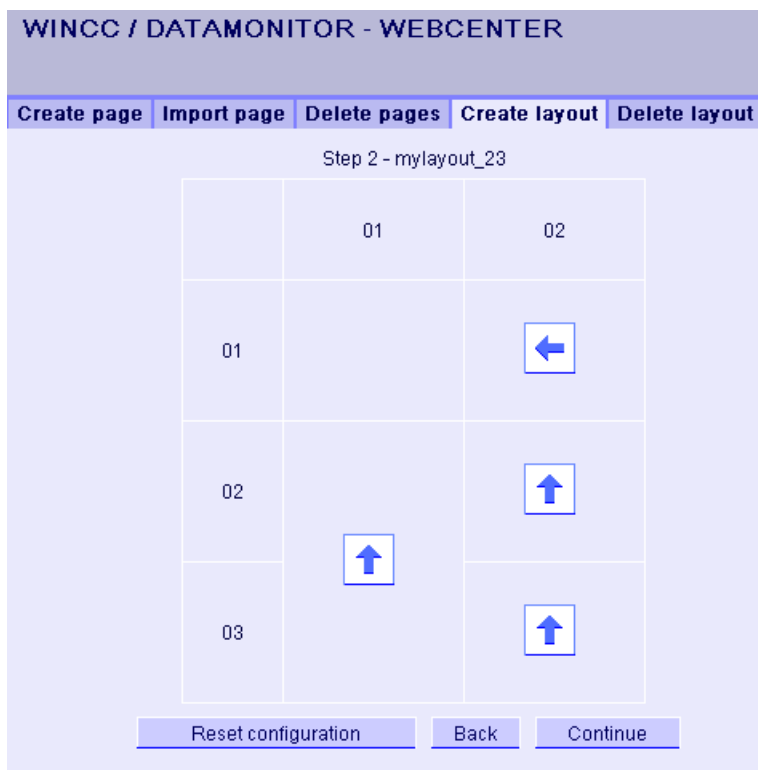 WINCC / DATAMONITOR - WEBCENTER
Create page Import page Delete pages Create layout Delete layout
Step 2 - mylayout_23
01 02
01
02
03
Reset configuration Back Continue